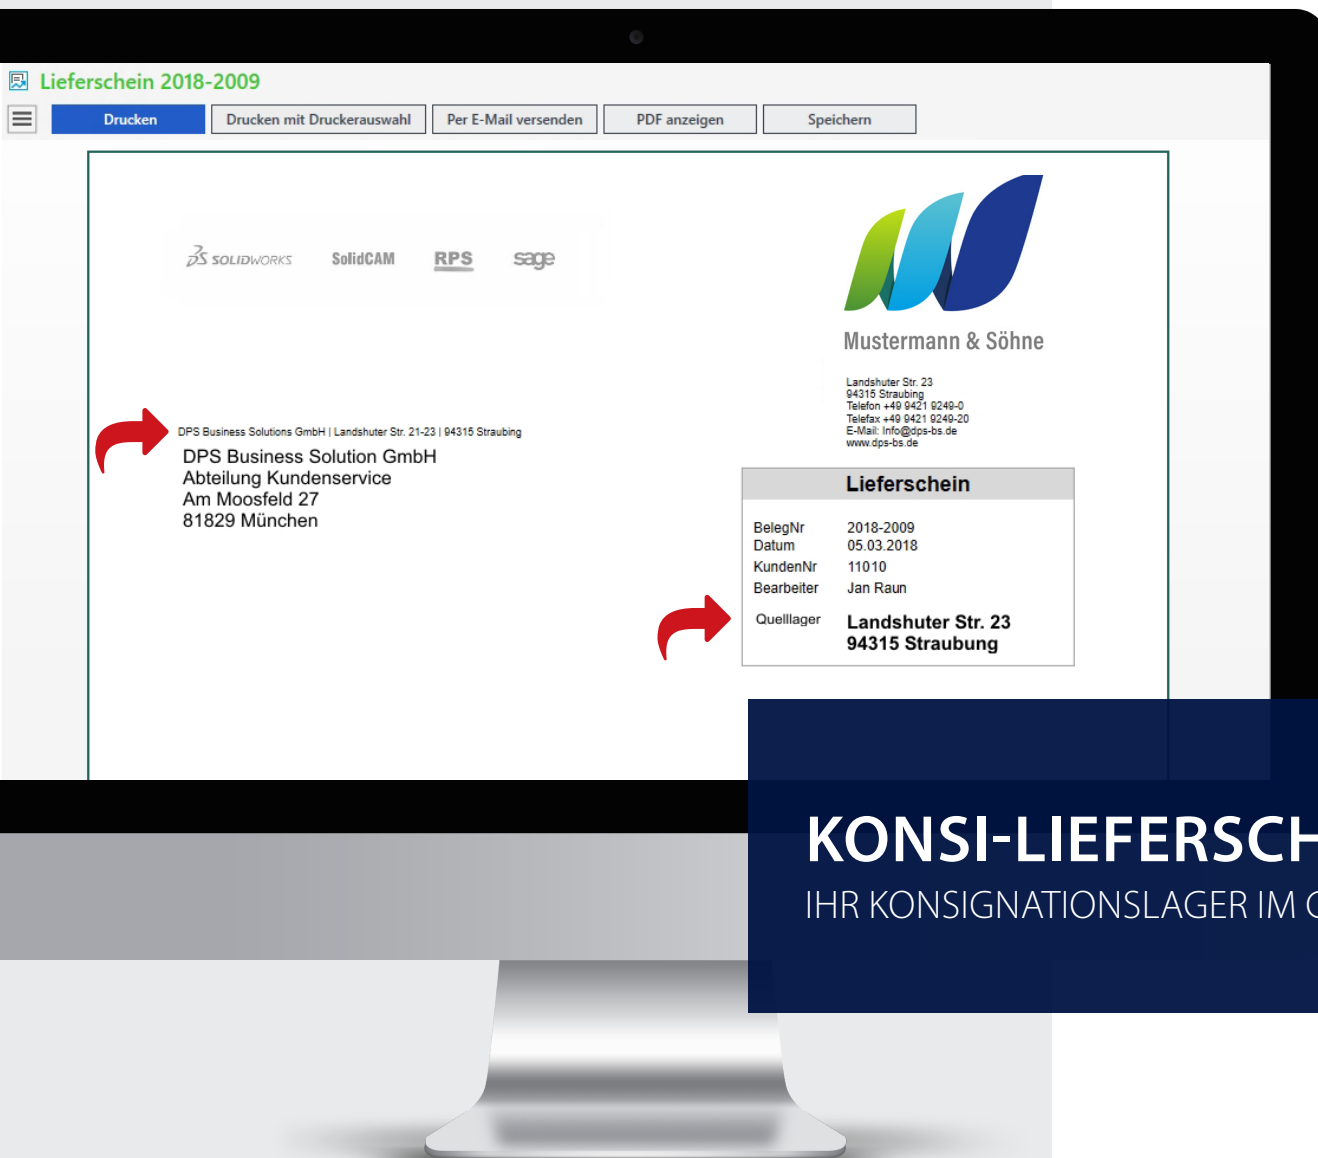 Lieferschein 2018-2009
Drucken
Drucken mit Druckerauswahl
Per E-Mail versenden
PDF anzeigen
Speichern
3S SOLIDWORKS
SolidCAM
RPS
sage
Mustermann & Söhne
Landshuter Str. 23
94315 Straubing
Telefon +49 9421 9249-0
Telefax +49 9421 9249-20
E-Mail: Info@dps-bs.de
www.dps-bs.de
DPS Business Solutions GmbH | Landshuter Str. 21-23 | 94315 Straubing
DPS Business Solution GmbH
Abteilung Kundenservice
Am Moosfeld 27
81829 München
Lieferschein
BelegNr 2018-2009
Datum 05.03.2018
KundenNr 11010
Bearbeiter Jan Raun
Quelllager Landshuter Str. 23
94315 Straubung
KONSI-LIEFERSCH
IHR KONSIGNATIONSLAGER IM